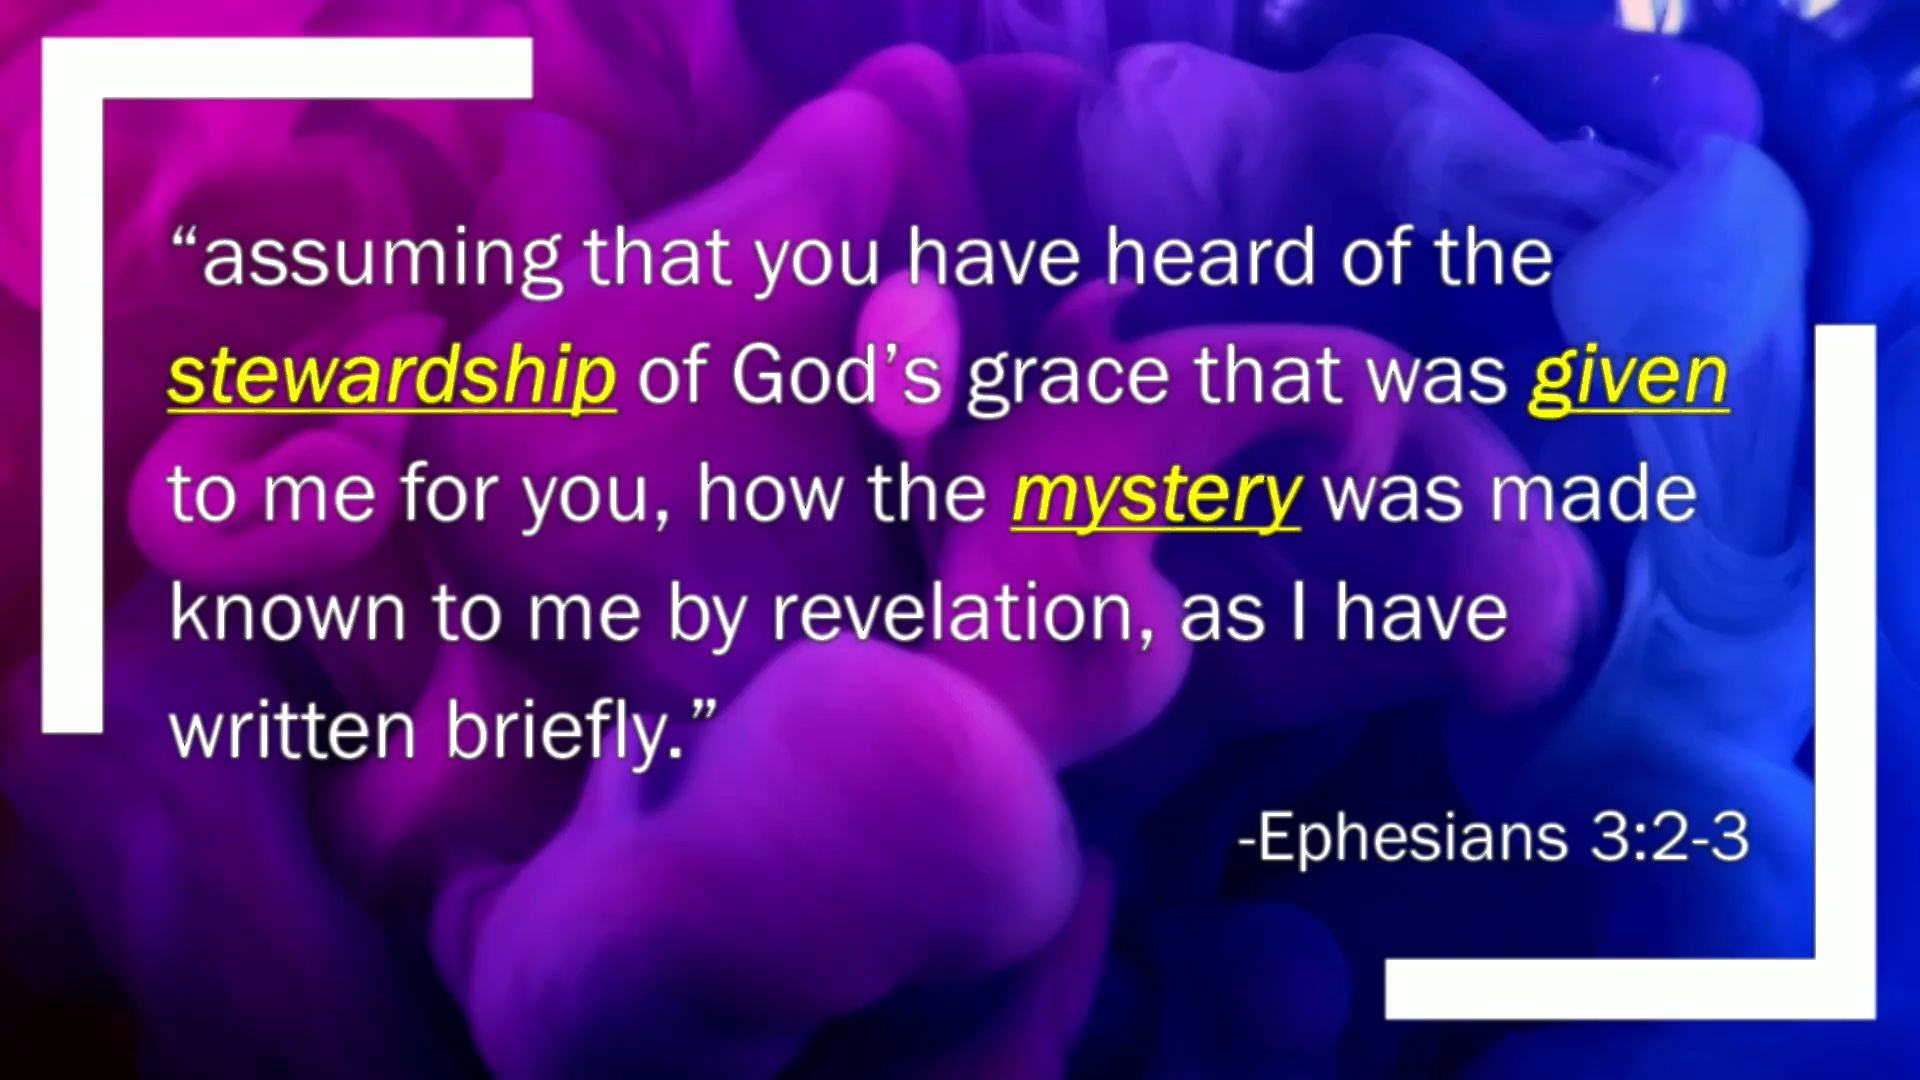 “assuming that you have heard of the
stewardship of God’s grace that was given
to me for you, how the mystery was made
known to me by revelation, as I have
written briefly.”
-Ephesians 3:2-3